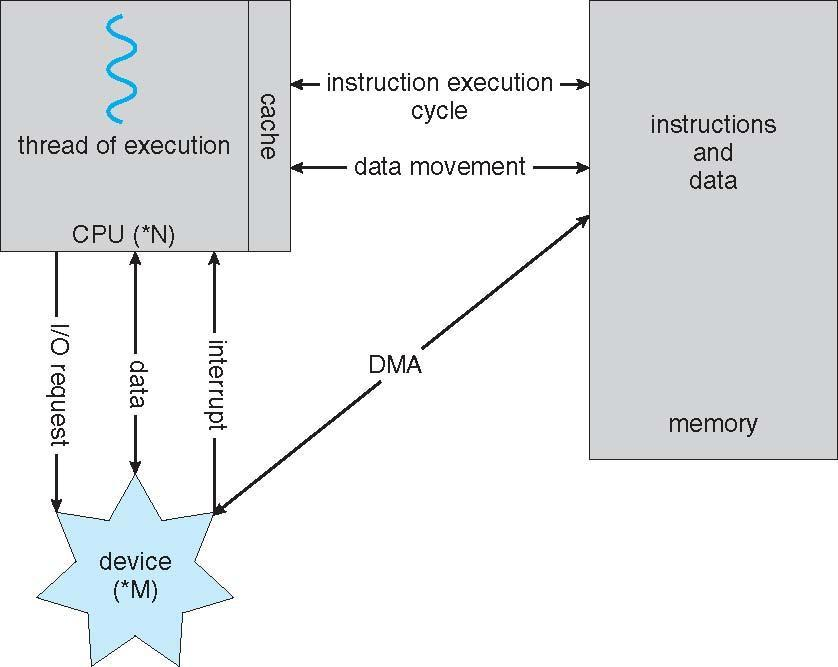 thread of execution
CPU (*N)
cache
instruction execution
cycle
data movement
instructions
and
data
memory
I/O request
data
interrupt
DMA
device
(*M)